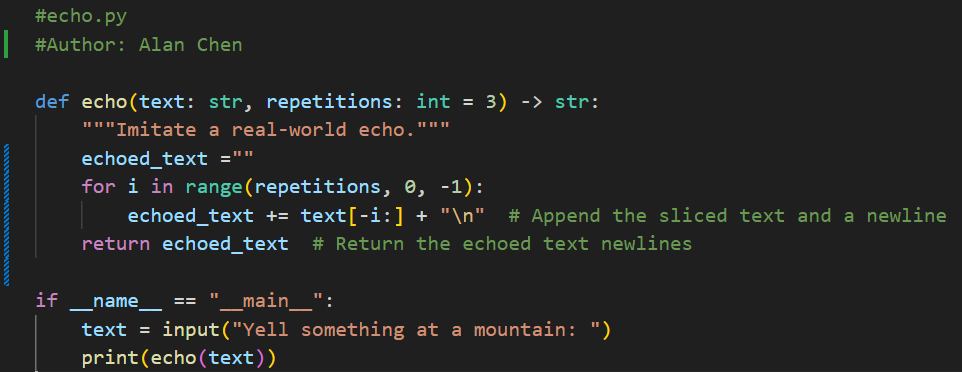 #echo.py
#Author: Alan Chen
def echo(text: str, repetitions: int = 3) -> str:
"""Imitate a real-world echo."""
echoed_text =""
for i in range(repetitions, 0, -1):
echoed_text += text[-i:] + "\n"  # Append the sliced text and a newline
return echoed_text  # Return the echoed text newlines
if __name__ == "__main__":
text = input("Yell something at a mountain: ")
print(echo(text))